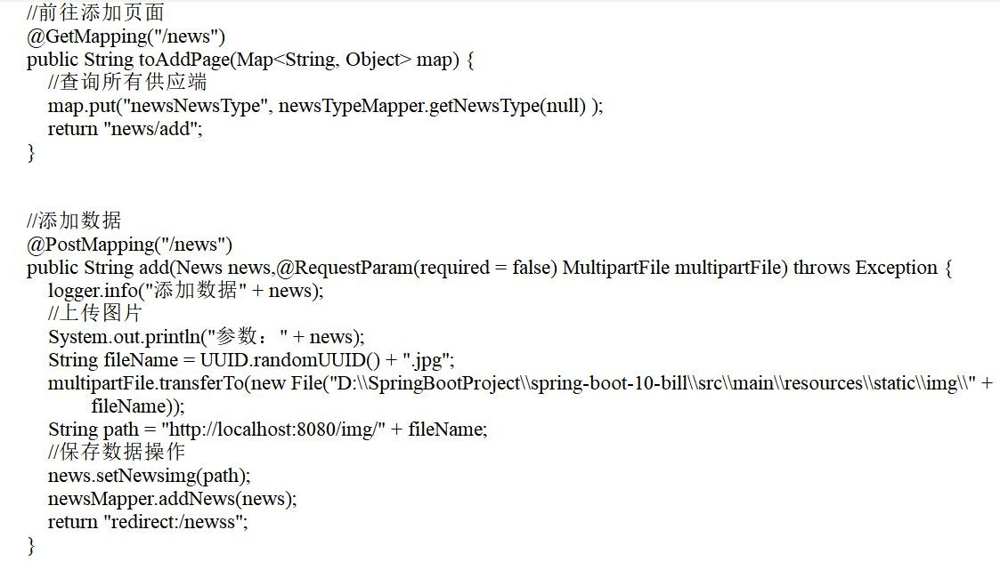 //前往添加页面
@GetMapping("/news")
public String toAddPage(Map<String, Object> map) {
//查询所有供应端
map.put("newsNewsType", newsTypeMapper.getNewsType(null) );
return "news/add";
}
//添加数据
@PostMapping("/news")
public String add(News news,@RequestParam(required = false) MultipartFile multipartFile) throws Exception {
logger.info("添加数据" + news);
//上传图片
System.out.println("参数：" + news);
String fileName = UUID.randomUUID() + ".jpg";
multipartFile.transferTo(new File("D:\\SpringBootProject\\spring-boot-10-bill\\src\\main\\resources\\static\\img\\" +
fileName));
String path = "http://localhost:8080/img/" + fileName;
//保存数据操作
news.setNewsimg(path);
newsMapper.addNews(news);
return "redirect:/newss";
}